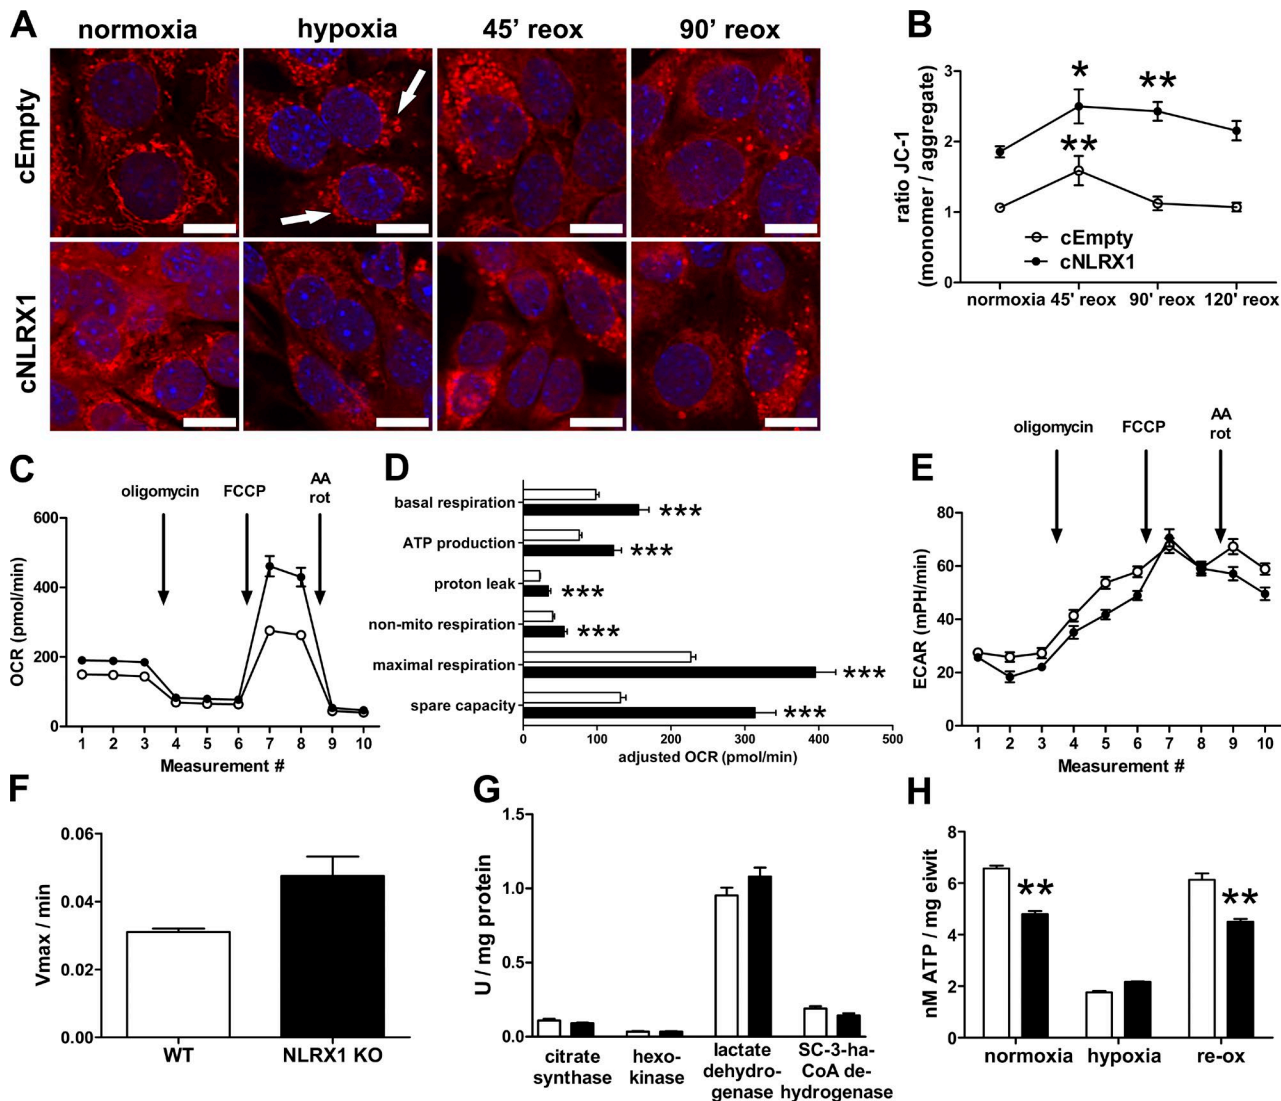 A
normoxia
hypoxia
45’ reox
90’ reox
cEmpty
cNLRX1
B
ratio JC-1
(monomer / aggregate)
3
2
1
0
*
**
**
cEmpty
cNLRX1
normoxia
45' reox
90' reox
120' reox
C
oligomycin
FCCP
AA
rot
OCR (pmol/min)
600
400
200
0
1 2 3 4 5 6 7 8 9 10
Measurement #
D
basal respiration
ATP production
proton leak
non-mito respiration
maximal respiration
spare capacity
***
***
***
***
***
***
0 100 200 300 400 500
adjusted OCR (pmol/min)
E
oligomycin
FCCP
AA
rot
ECAR (mPH/min)
80
60
40
20
0
1 2 3 4 5 6 7 8 9 10
Measurement #
F
Vmax / min
0.06
0.04
0.02
0.00
WT
NLRX1 KO
G
U / mg protein
1.5
1.0
0.5
0.0
citrate
synthase
hexo-
kinase
lactate
dehydro-
genase
SC-3-ha-
CoA de-
hydrogenase
H
nM ATP / mg eiwit
8
6
4
2
0
**
**
normoxia
hypoxia
re-ox